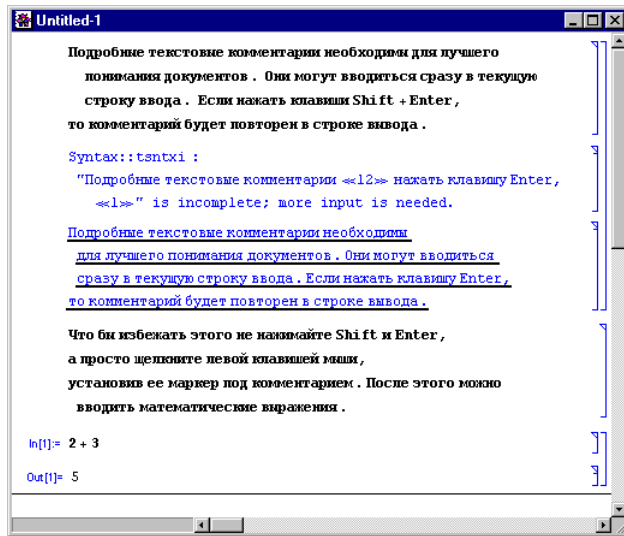 Untitled-1
Подробные текстовые комментарии необходимы для лучшего
понимания документов . Они могут вводиться сразу в текущую
строку ввода . Если нажать клавиши Shift + Enter ,
то комментарий будет повторен в строке вывода .
Syntax::tsntxi :
"Подробные текстовые комментарии ≪12≫ нажать клавишу Enter,
≪1≫" is incomplete; more input is needed.
Подробные текстовые комментарии необходимы
для лучшего понимания документов . Они могут вводиться
сразу в текущую строку ввода . Если нажать клавишу Enter,
то комментарий будет повторен в строке вывода .
Что бы избежать этого не нажимайте Shift и Enter ,
а просто щелкните левой клавишей мыши,
установив ее маркер под комментарием . После этого можно
вводить математические выражения .
In[1]:= 2 + 3
Out[1]= 5